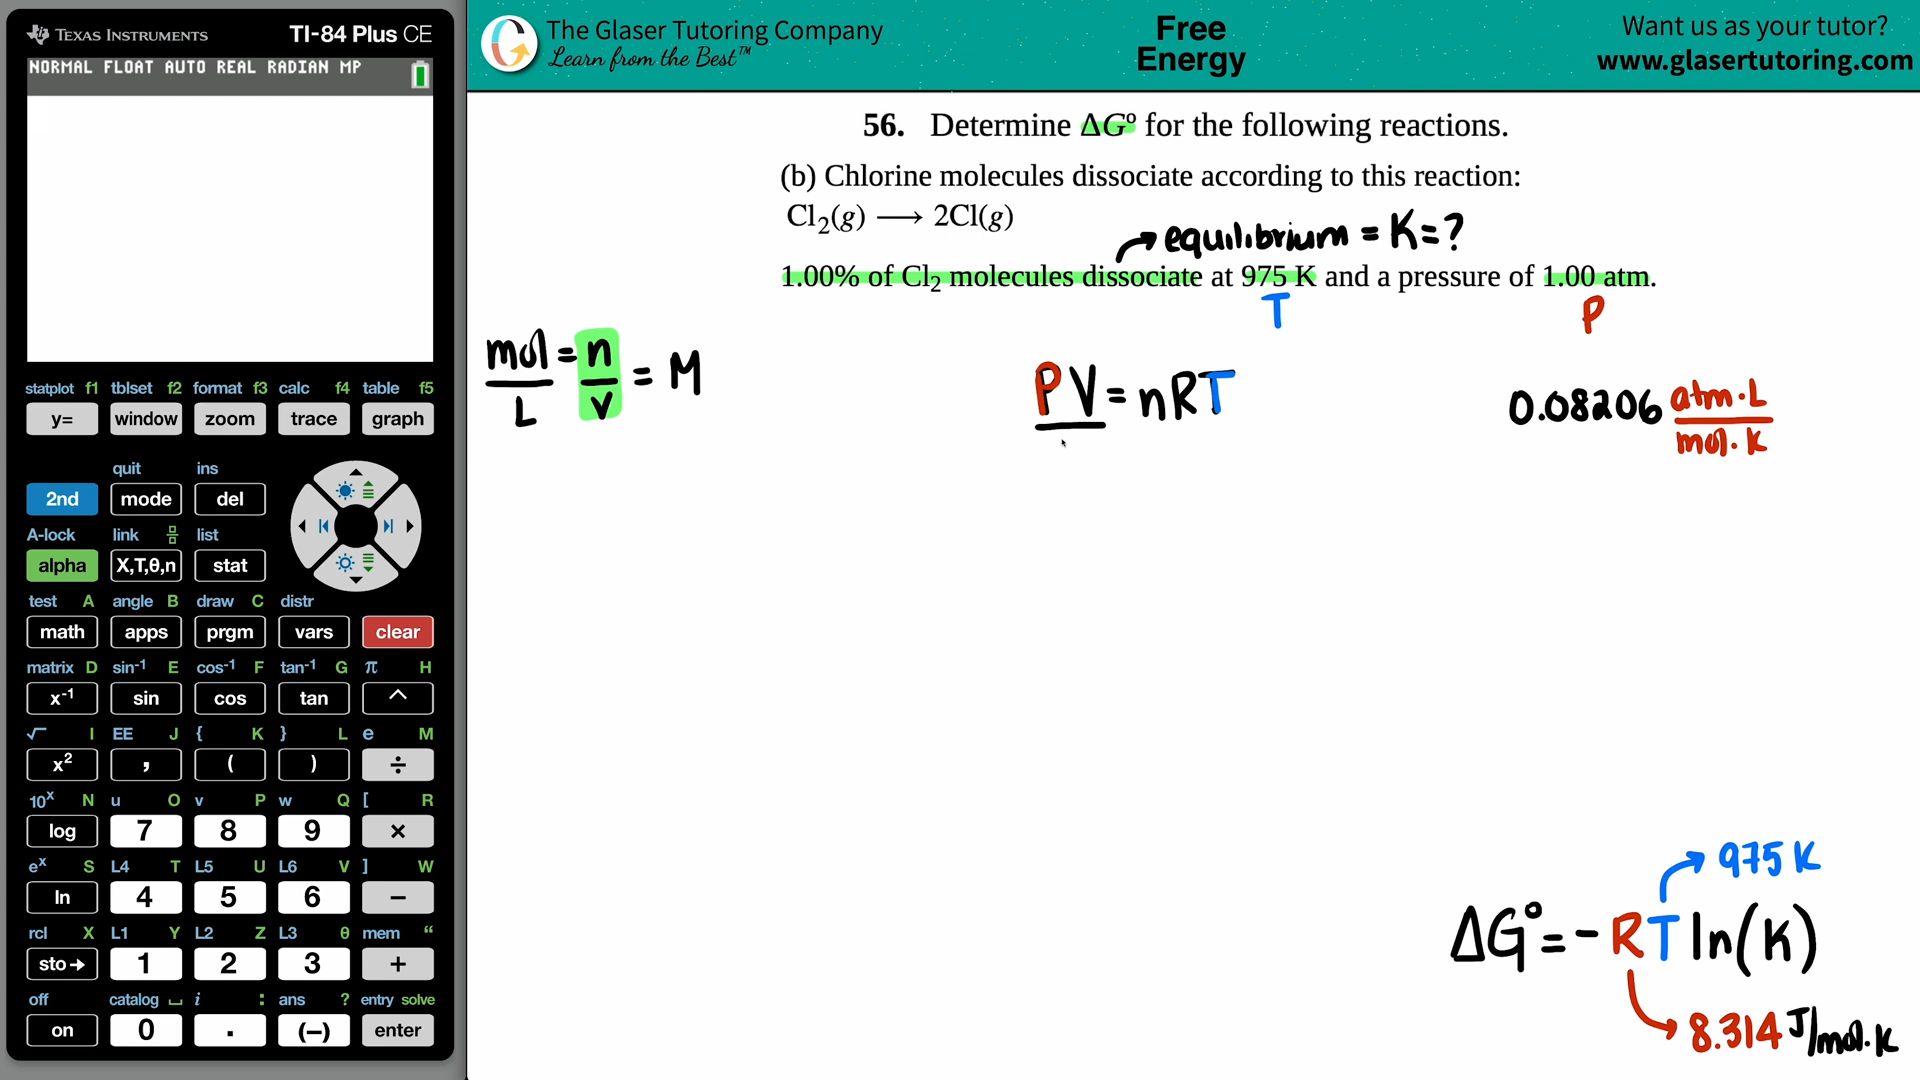 TEXAS INSTRUMENTS TI-84 Plus CE
NORMAL FLOAT AUTO REAL RADIAN MP
statplot f1 tblset f2 format f3 calc f4 table f5
y= window zoom trace graph
quit ins
2nd mode del
A-lock link list
alpha X,T,θ,n stat
test A angle B draw C distr
math apps prgm vars clear
matrix D sin⁻¹ E cos⁻¹ F tan⁻¹ G π H
x⁻¹ sin cos tan ^
√ I EE J { K } L e M
x² , ( ) ÷
10ˣ N u O v P w Q [ R
log 7 8 9 ×
eˣ S L4 T L5 U L6 V ] W
ln 4 5 6 −
rcl X L1 Y L2 Z L3 θ mem “
sto→ 1 2 3 +
off catalog ⎵ i : ans ? entry solve
on 0 . (−) enter
The Glaser Tutoring Company
Learn from the Best™
Free
Energy
Want us as your tutor?
www.glasertutoring.com
56. Determine ΔG° for the following reactions.
(b) Chlorine molecules dissociate according to this reaction:
Cl₂(g) ⟶ 2Cl(g)
→ equilibrium = K = ?
1.00% of Cl₂ molecules dissociate at 975 K and a pressure of 1.00 atm.
T P
mol/L = n/V = M
PV = nRT
0.08206 atm·L/mol·K
→ 975 K
ΔG° = -RT ln(K)
→ 8.314 J/mol·K